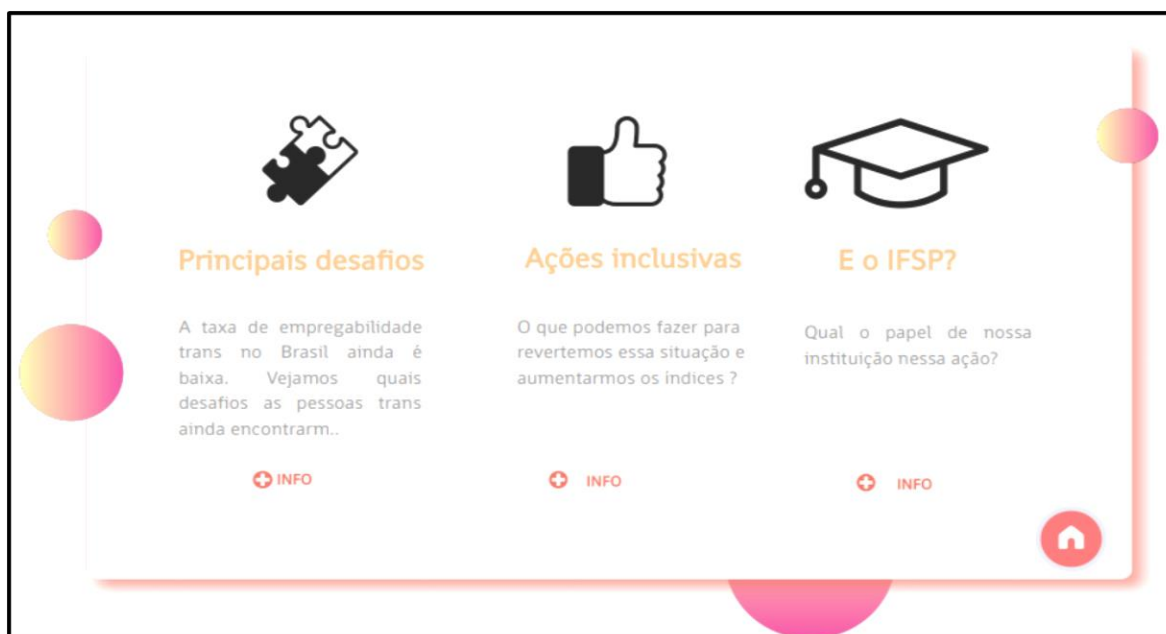 Principais desafios
A taxa de empregabilidade
trans no Brasil ainda é
baixa. Vejamos quais
desafios as pessoas trans
ainda encontrarm..
INFO
Ações inclusivas
O que podemos fazer para
revertemos essa situação e
aumentarmos os índices ?
INFO
E o IFSP?
Qual o papel de nossa
instituição nessa ação?
INFO